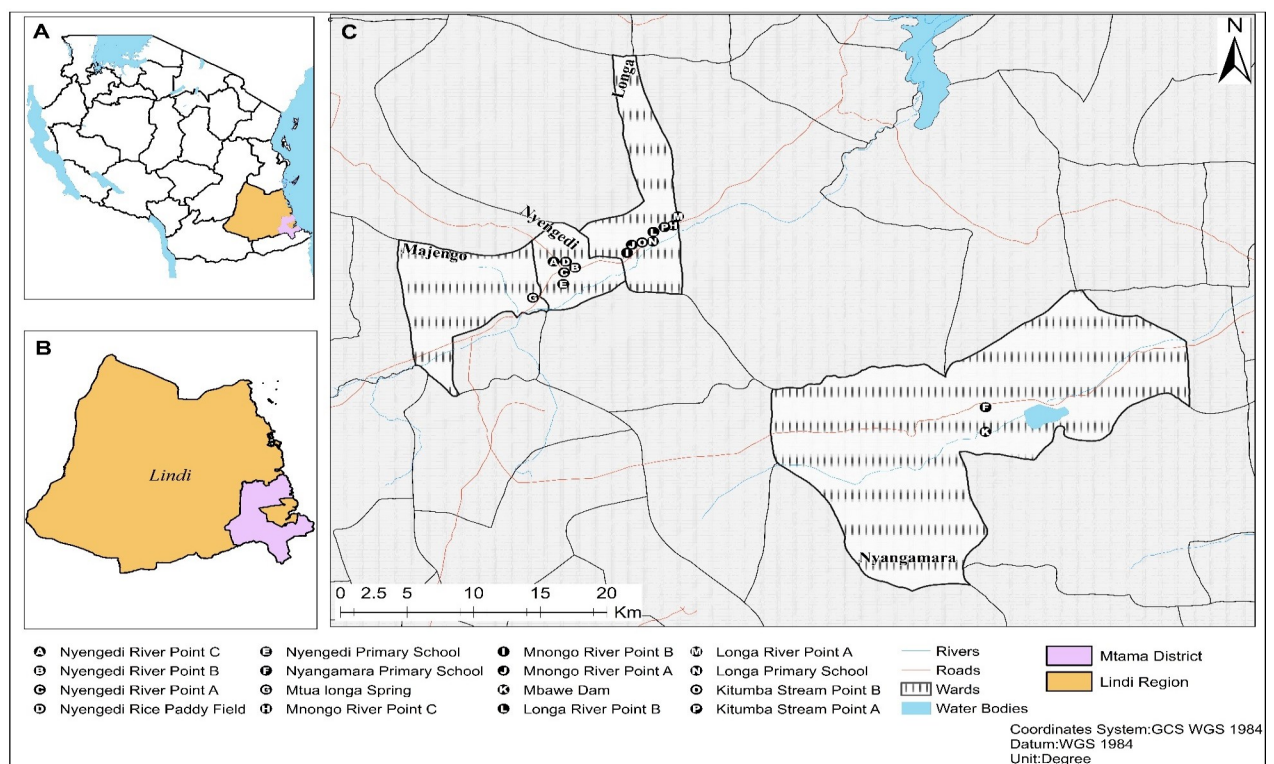 A
B
Lindi
C
N
Longa
Nyengedi
Majengo
M
P H
L
J O N
I
A D
B
C
E
G
F
K
Nyangamara
0 2.5 5 10 15 20
Km
A Nyengedi River Point C
B Nyengedi River Point B
C Nyengedi River Point A
D Nyengedi Rice Paddy Field
E Nyengedi Primary School
F Nyangamara Primary School
G Mtua longa Spring
H Mnongo River Point C
I Mnongo River Point B
J Mnongo River Point A
K Mbawe Dam
L Longa River Point B
M Longa River Point A
N Longa Primary School
O Kitumba Stream Point B
P Kitumba Stream Point A
Rivers
Roads
Wards
Water Bodies
Mtama District
Lindi Region
Coordinates System:GCS WGS 1984
Datum:WGS 1984
Unit:Degree